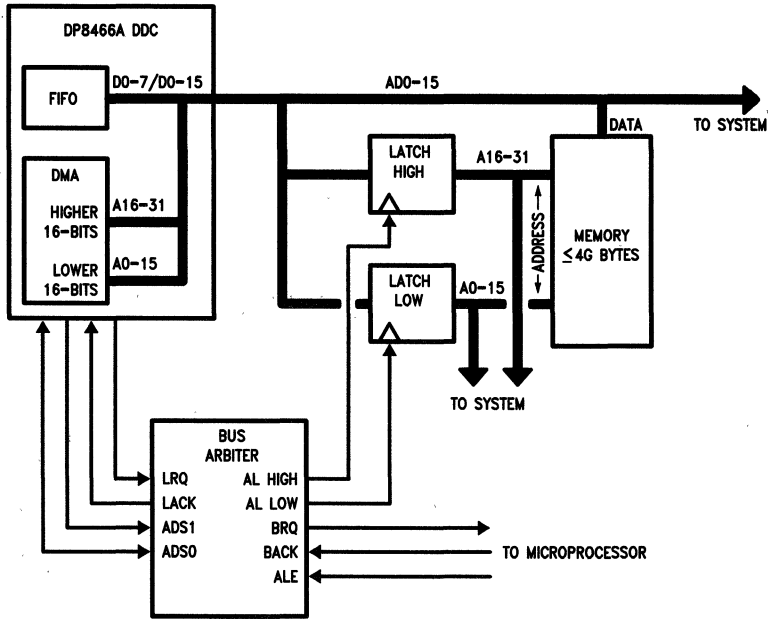 DP8466A DDC
FIFO
D0-7/D0-15
AD0-15
TO SYSTEM
DATA
DMA
HIGHER
16-BITS
A16-31
LOWER
16-BITS
A0-15
LATCH
HIGH
A16-31
ADDRESS
MEMORY
≤4G BYTES
LATCH
LOW
A0-15
TO SYSTEM
BUS
ARBITER
LRQ
LACK
ADS1
ADS0
AL HIGH
AL LOW
BRQ
BACK
ALE
TO MICROPROCESSOR